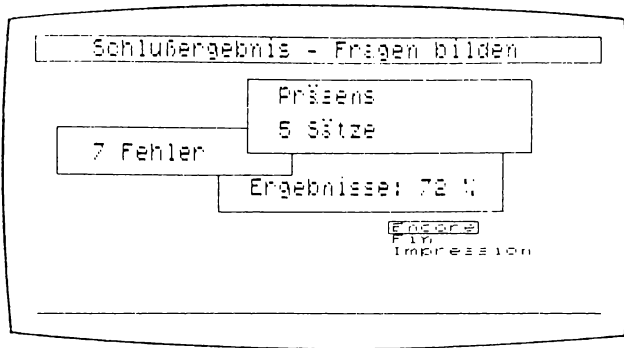 Schlußergebnis - Fragen bilden
Präsens
5 Sätze
7 Fehler
Ergebnisse: 72 %
Encore
Fin
Impression